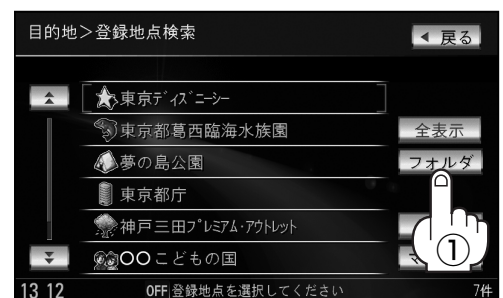 目的地＞登録地点検索
◀ 戻る
東京ﾃﾞｨｽﾞﾆｰｼｰ
東京都葛西臨海水族園
全表示
夢の島公園
フォルダ
東京都庁
神戸三田ﾌﾟﾚﾐｱﾑ･ｱｳﾄﾚｯﾄ
①
〇〇こどもの国
13 12
OFF 登録地点を選択してください
7件